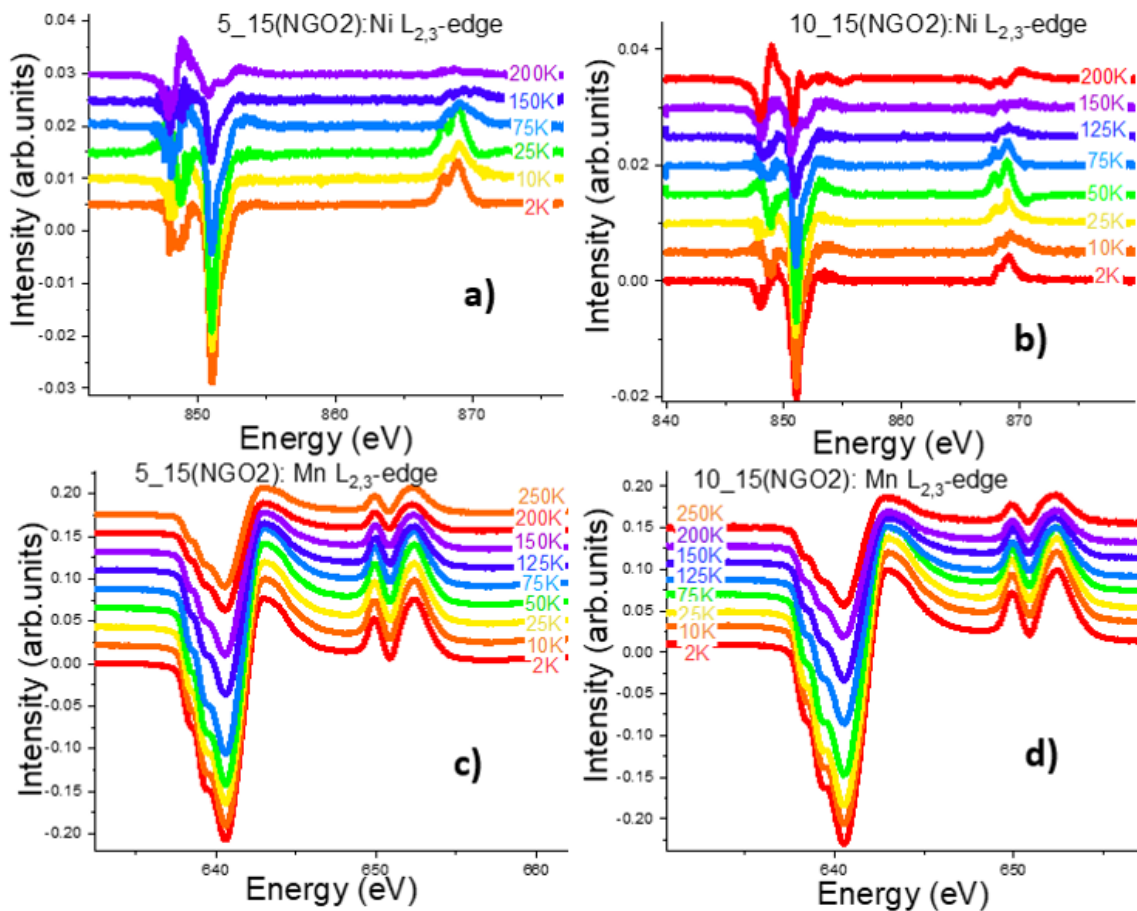 5_15(NGO2):Ni L2,3-edge
Intensity (arb.units)
0.04
0.03
0.02
0.01
0.00
-0.01
-0.02
-0.03
200K
150K
75K
25K
10K
2K
a)
850
860
870
Energy (eV)
10_15(NGO2):Ni L2,3-edge
Intensity (arb.units)
0.04
0.02
0.00
-0.02
200K
150K
125K
75K
50K
25K
10K
2K
b)
840
850
860
870
Energy (eV)
5_15(NGO2): Mn L2,3-edge
Intensity (arb.units)
0.20
0.15
0.10
0.05
0.00
-0.05
-0.10
-0.15
-0.20
250K
200K
150K
125K
75K
50K
25K
10K
2K
c)
640
650
660
Energy (eV)
10_15(NGO2): Mn L2,3-edge
Intensity (arb.units)
0.20
0.15
0.10
0.05
0.00
-0.05
-0.10
-0.15
-0.20
250K
200K
150K
125K
75K
25K
10K
2K
d)
640
650
Energy (eV)